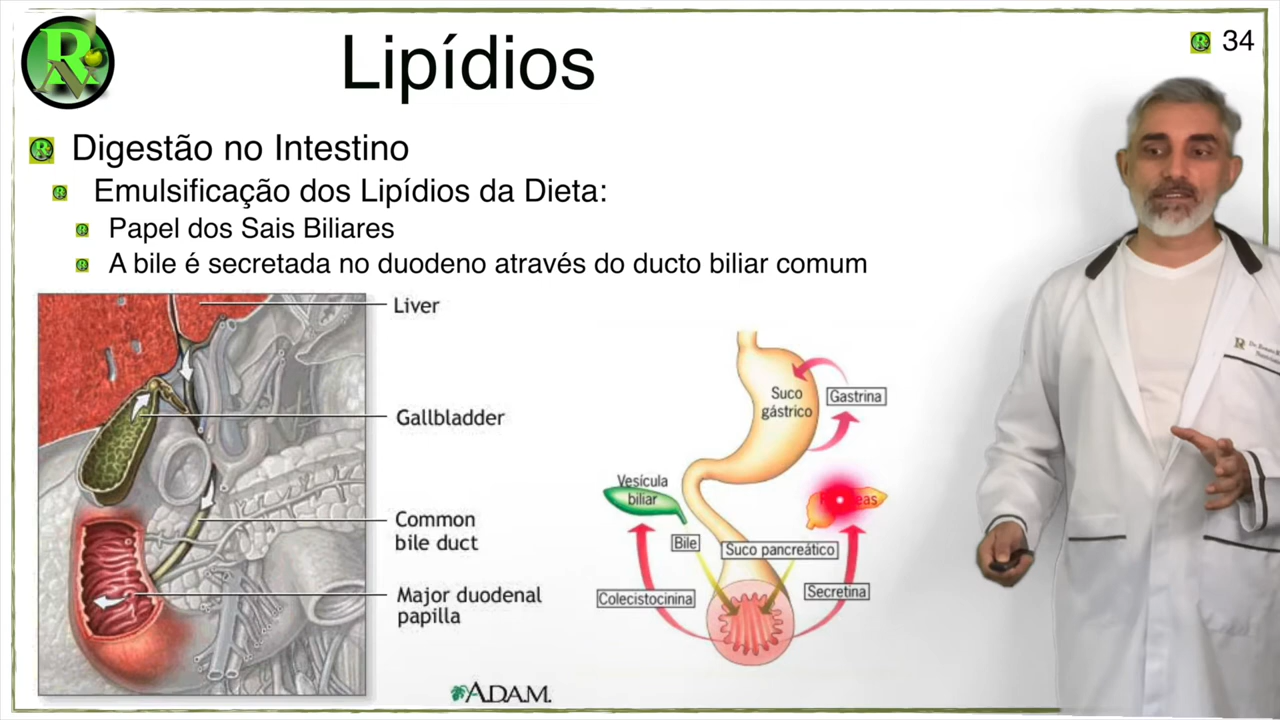 Lipídios
34
Digestão no Intestino
Emulsificação dos Lipídios da Dieta:
Papel dos Sais Biliares
A bile é secretada no duodeno através do ducto biliar comum
Liver
Gallbladder
Common
bile duct
Major duodenal
papilla
A.D.A.M.
Suco
gástrico
Gastrina
Vesícula
biliar
Bile
Suco pancreático
Colecistocinina
Secretina